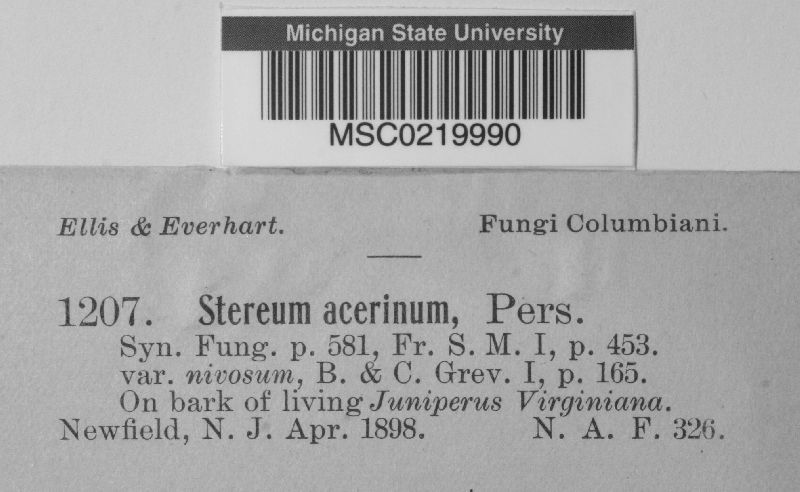 Michigan State University
MSC0219990
Ellis & Everhart. Fungi Columbiani.
1207. Stereum acerinum, Pers.
Syn. Fung. p. 581, Fr. S. M. I, p. 453.
var. nivosum, B. & C. Grev. I, p. 165.
On bark of living Juniperus Virginiana.
Newfield, N. J. Apr. 1898. N. A. F. 326.